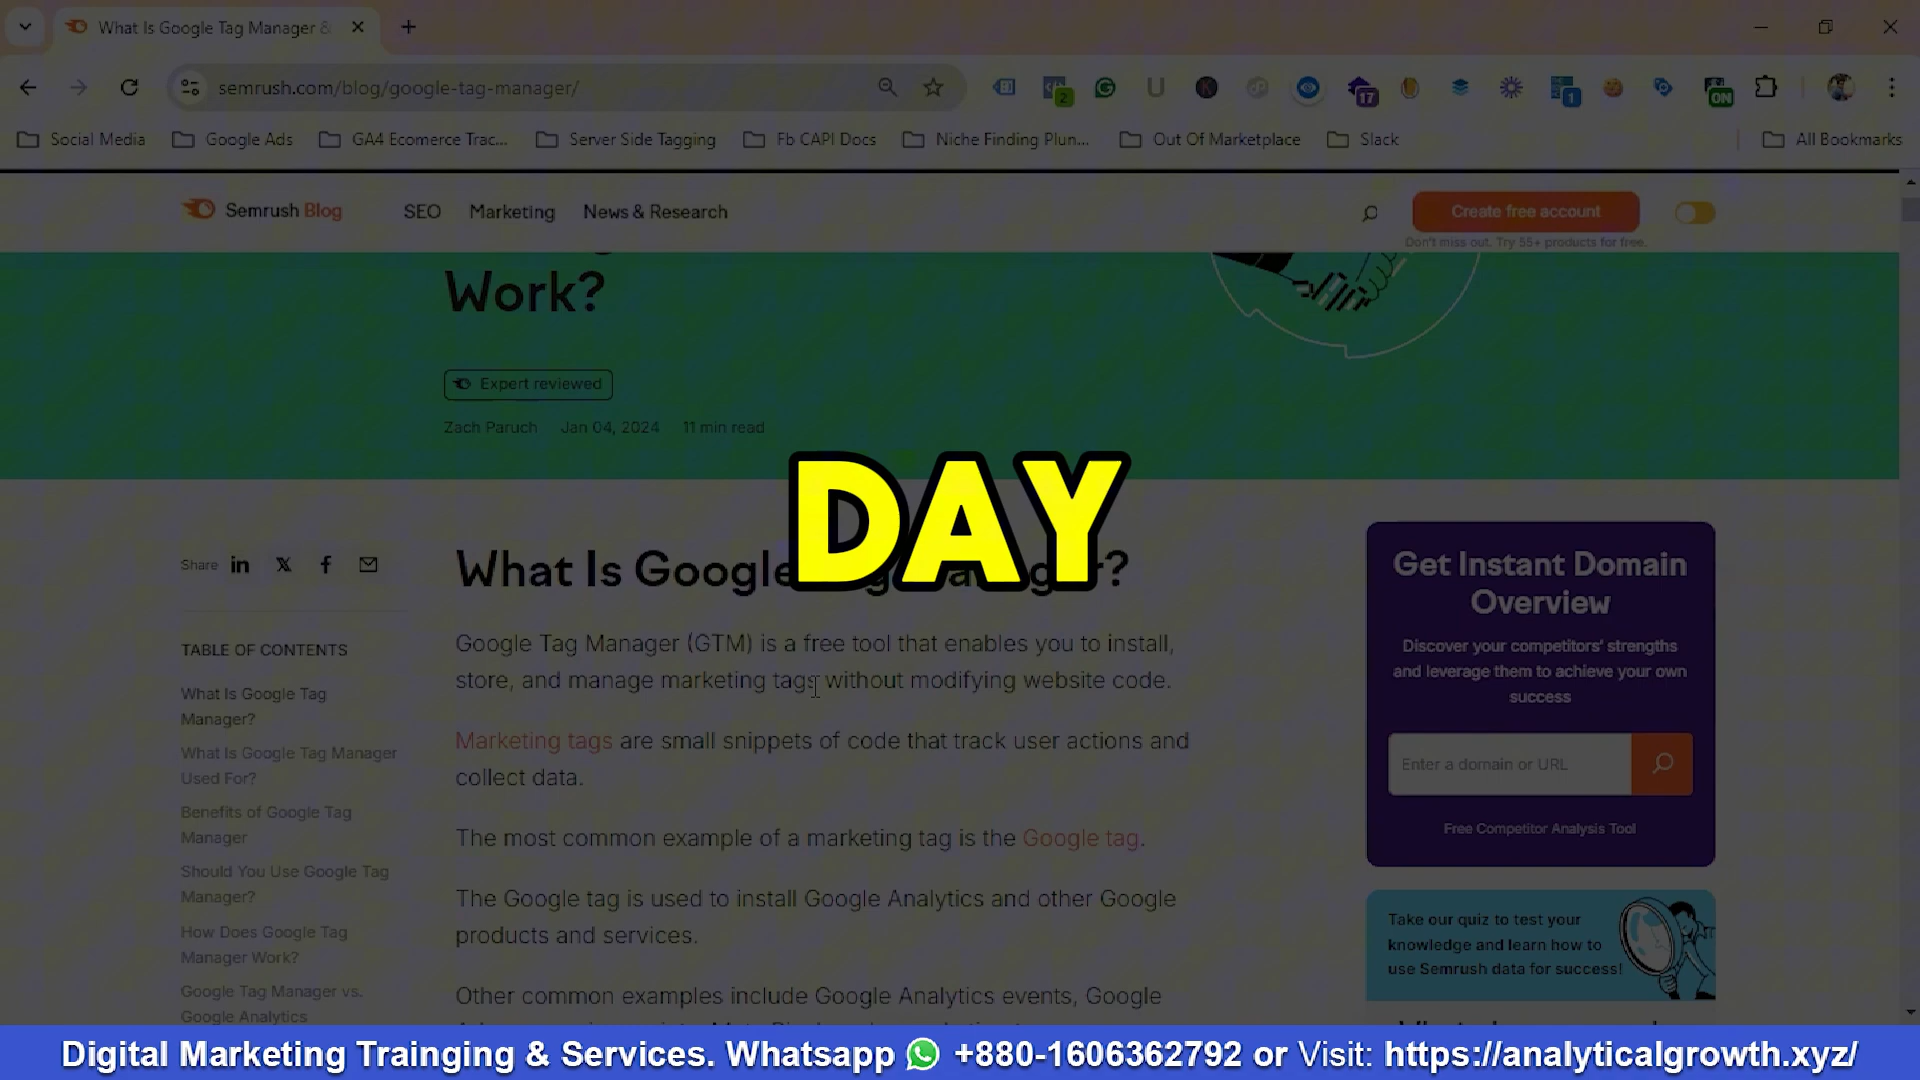 What Is Google Tag Manager &
semrush.com/blog/google-tag-manager/
2
17
1
ON
Social Media
Google Ads
GA4 Ecomerce Trac...
Server Side Tagging
Fb CAPI Docs
Niche Finding Plun...
Out Of Marketplace
Slack
All Bookmarks
Semrush Blog
SEO
Marketing
News & Research
Create free account
Don't miss out. Try 55+ products for free.
Work?
Expert reviewed
Zach Paruch Jan 04, 2024 11 min read
DAY
Share
TABLE OF CONTENTS
What Is Google Tag
Manager?
What Is Google Tag Manager
Used For?
Benefits of Google Tag
Manager
Should You Use Google Tag
Manager?
How Does Google Tag
Manager Work?
Google Tag Manager vs.
Google Analytics
What Is Google
Google Tag Manager (GTM) is a free tool that enables you to install,
store, and manage marketing tags without modifying website code.
Marketing tags are small snippets of code that track user actions and
collect data.
The most common example of a marketing tag is the Google tag.
The Google tag is used to install Google Analytics and other Google
products and services.
Other common examples include Google Analytics events, Google
Get Instant Domain
Overview
Discover your competitors' strengths
and leverage them to achieve your own
success
Enter a domain or URL
Free Competitor Analysis Tool
Take our quiz to test your
knowledge and learn how to
use Semrush data for success!
Digital Marketing Trainging & Services. Whatsapp +880-1606362792 or Visit: https://analyticalgrowth.xyz/